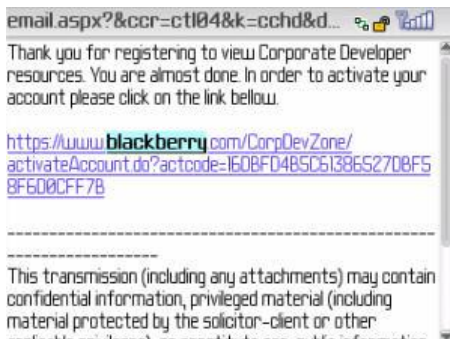 email.aspx?&ccr=ctl04&k=cchd&d...
Thank you for registering to view Corporate Developer
resources. You are almost done. In order to activate your
account please click on the link bellow.
https://www.blackberry.com/CorpDevZone/
activateAccount.do?actcode=160BFD4B5C61386527DBF5
8F6D0CFF7B
--------------------------------------------------
-----------------
This transmission (including any attachments) may contain
confidential information, privileged material (including
material protected by the solicitor-client or other